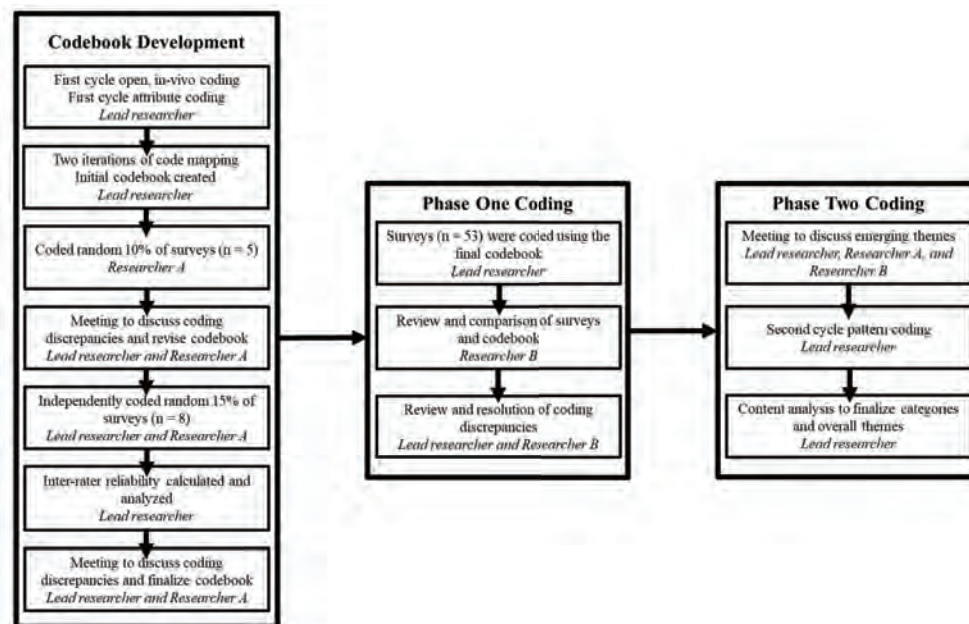 Codebook Development
First cycle open, in-vivo coding
First cycle attribute coding
Lead researcher
Two iterations of code mapping
Initial codebook created
Lead researcher
Coded random 10% of surveys (n = 5)
Researcher A
Meeting to discuss coding
discrepancies and revise codebook
Lead researcher and Researcher A
Independently coded random 15% of
surveys (n = 8)
Lead researcher and Researcher A
Inter-rater reliability calculated and
analyzed
Lead researcher
Meeting to discuss coding
discrepancies and finalize codebook
Lead researcher and Researcher A
Phase One Coding
Surveys (n = 53) were coded using the
final codebook
Lead researcher
Review and comparison of surveys
and codebook
Researcher B
Review and resolution of coding
discrepancies
Lead researcher and Researcher B
Phase Two Coding
Meeting to discuss emerging themes
Lead researcher, Researcher A, and
Researcher B
Second cycle pattern coding
Lead researcher
Content analysis to finalize categories
and overall themes
Lead researcher